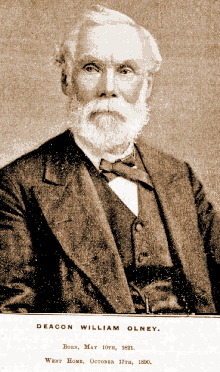 DEACON WILLIAM OLNEY.
BORN, MAY 10TH, 1821.
WENT HOME, OCTOBER 17TH, 1890.